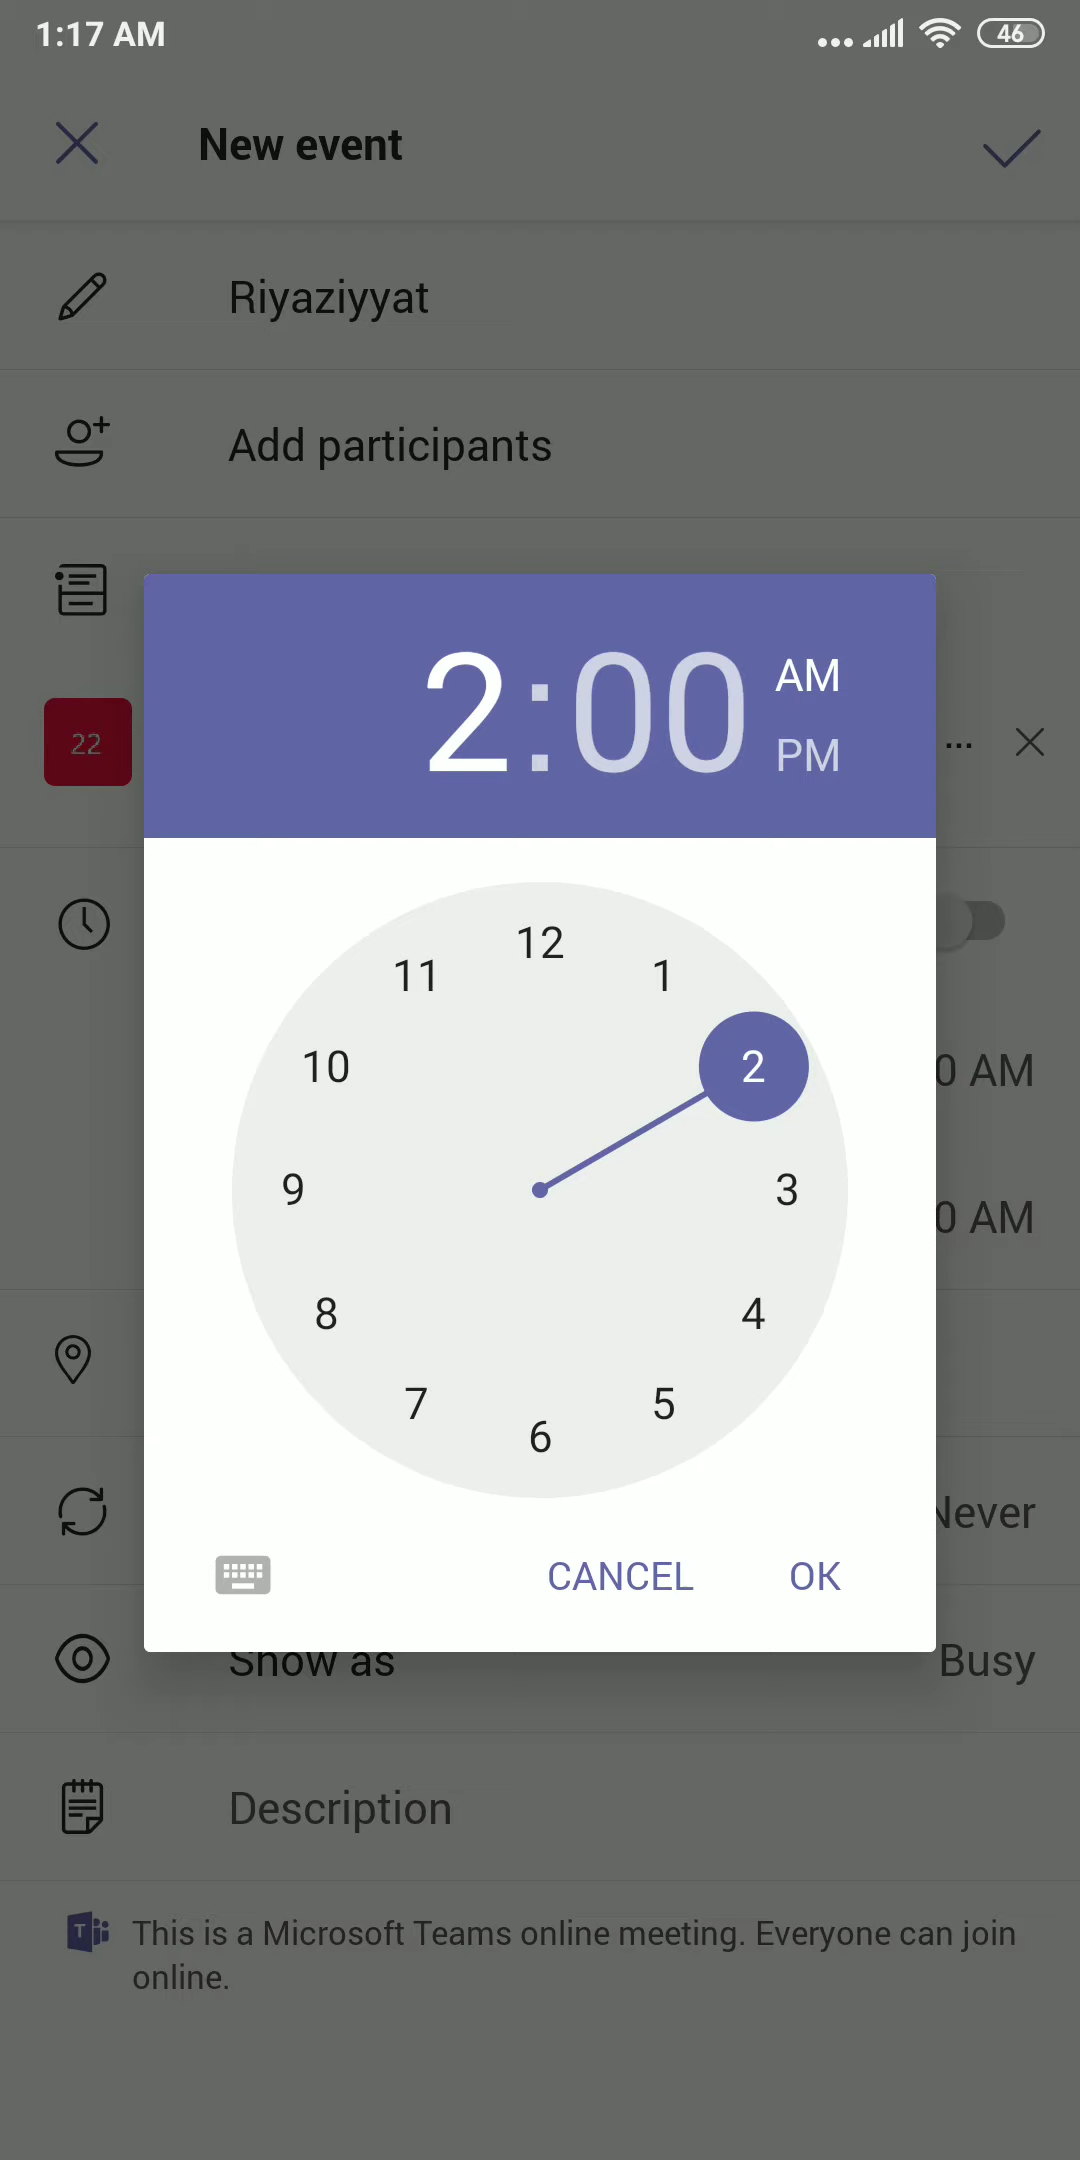 1:17 AM
46
New event
Riyaziyyat
Add participants
22
...
2:00
AM
PM
12
11
1
10
2
0 AM
9
3
0 AM
8
4
7
5
6
Never
CANCEL
OK
Show as
Busy
Description
This is a Microsoft Teams online meeting. Everyone can join
online.